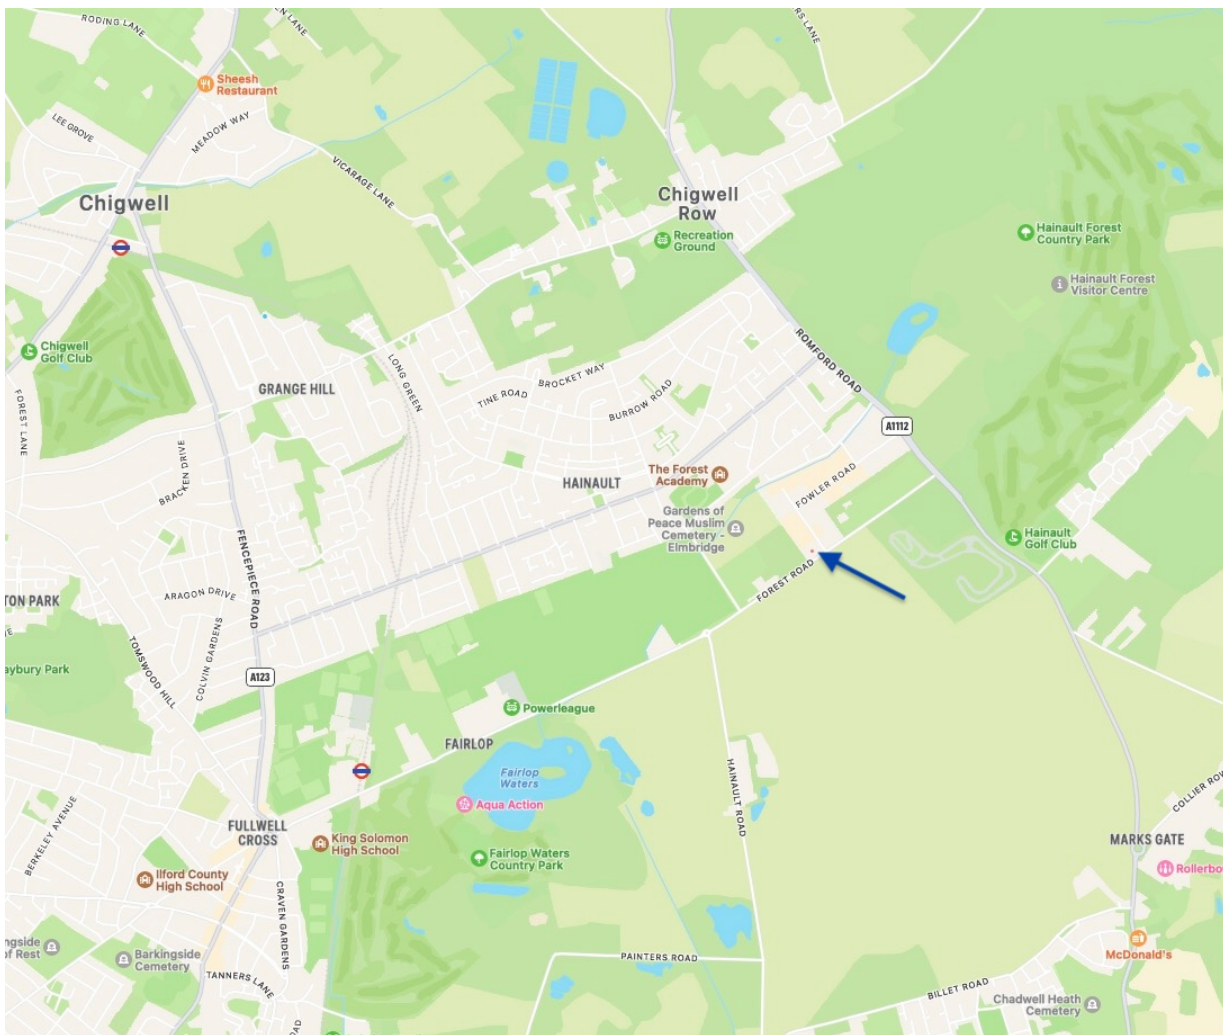 RODING LANE
Sheesh
Restaurant
LEE GROVE
MEADOW WAY
VICARAGE LANE
Chigwell
Chigwell
Row
Recreation
Ground
Hainault Forest
Country Park
Hainault Forest
Visitor Centre
Chigwell
Golf Club
LONG GREEN
ROMFORD ROAD
GRANGE HILL
BROCKET WAY
TINE ROAD
BURROW ROAD
FOREST LANE
A1112
BRACKEN DRIVE
The Forest
Academy
FOWLER ROAD
HAINAULT
Gardens of
Peace Muslim
Cemetery -
Elmbridge
Hainault
Golf Club
FENCEPIECE ROAD
FOREST ROAD
TON PARK
ARAGON DRIVE
aybury Park
TOMSWOOD HILL
COLVIN GARDENS
A123
Powerleague
FAIRLOP
HAINAULT ROAD
Fairlop
Waters
Aqua Action
COLLIER ROW
BERKELEY AVENUE
FULLWELL
CROSS
King Solomon
High School
MARKS GATE
Fairlop Waters
Country Park
Rollerbo
Ilford County
High School
CRAVEN GARDENS
ngside
of Rest
Barkingside
Cemetery
PAINTERS ROAD
McDonald's
TANNERS LANE
BILLET ROAD
Chadwell Heath
Cemetery